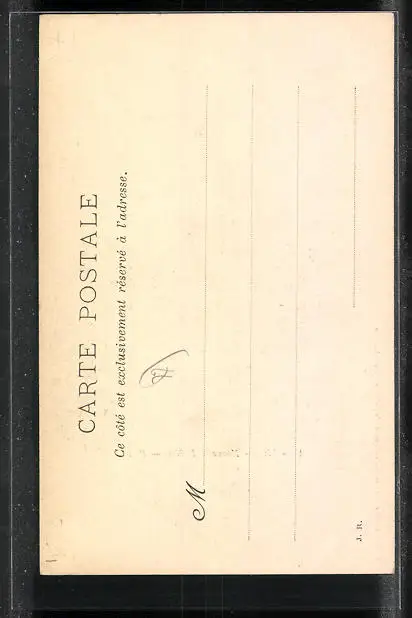 CARTE POSTALE
Ce côté est exclusivement réservé à l'adresse.
M
J. R.